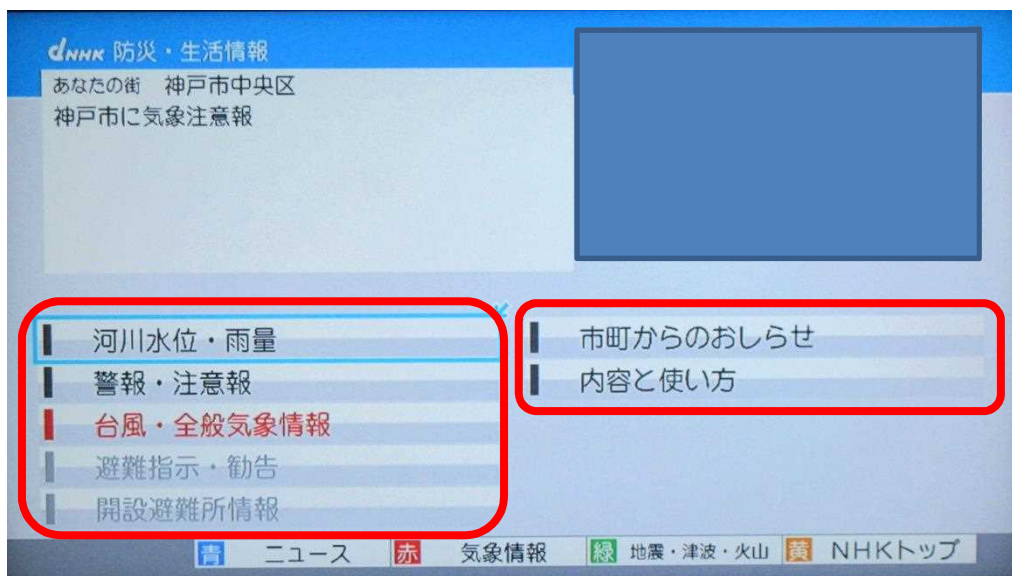 dNHK 防災・生活情報
あなたの街 神戸市中央区
神戸市に気象注意報
河川水位・雨量
警報・注意報
台風・全般気象情報
避難指示・勧告
開設避難所情報
市町からのおしらせ
内容と使い方
青 ニュース 赤 気象情報 緑 地震・津波・火山 黄 NHKトップ